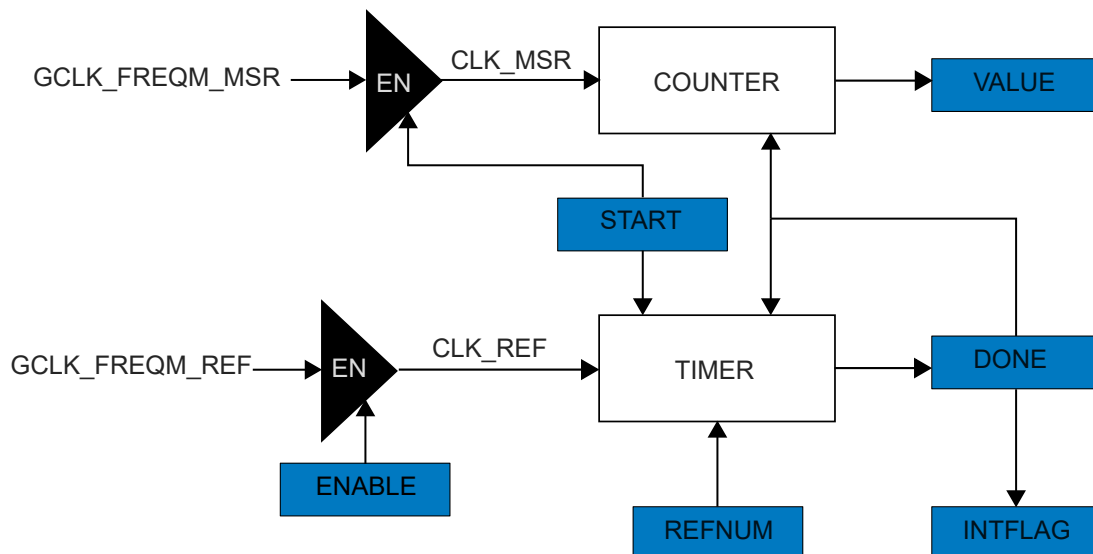 CLK_MSR
GCLK_FREQM_MSR
EN
COUNTER
VALUE
START
CLK_REF
GCLK_FREQM_REF
EN
TIMER
DONE
ENABLE
REFNUM
INTFLAG